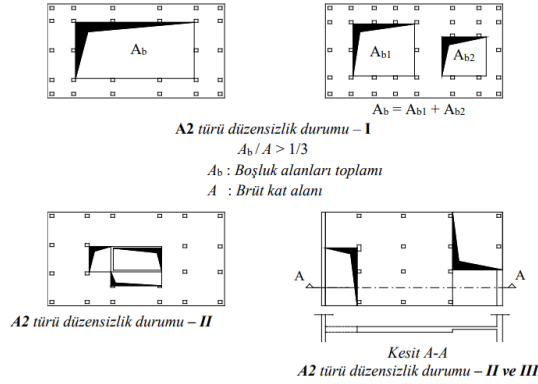 Ab
Ab1
Ab2
Ab = Ab1 + Ab2
A2 türü düzensizlik durumu – I
Ab / A > 1/3
Ab : Boşluk alanları toplamı
A : Brüt kat alanı
A A
A2 türü düzensizlik durumu – II
Kesit A-A
A2 türü düzensizlik durumu – II ve III